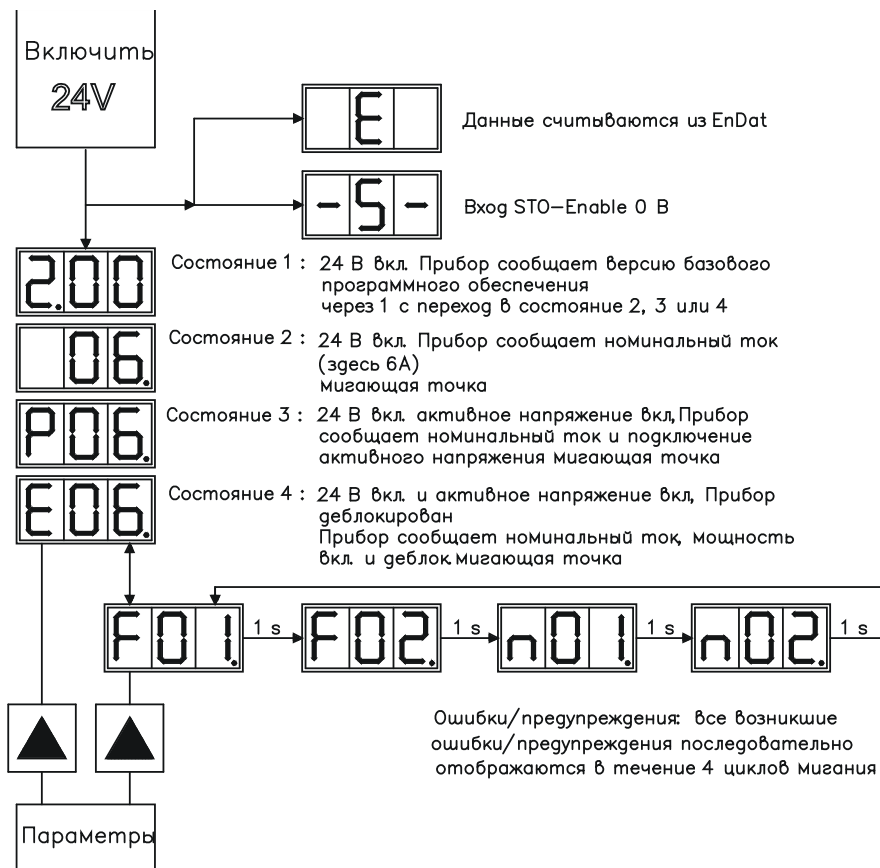 Включить
24V
E
Данные считываются из EnDat
-S-
Вход STO-Enable 0 В
2.00
Состояние 1 : 24 В вкл. Прибор сообщает версию базового
программного обеспечения
через 1 с переход в состояние 2, 3 или 4
06.
Состояние 2 : 24 В вкл. Прибор сообщает номинальный ток
(здесь 6А)
мигающая точка
P06.
Состояние 3 : 24 В вкл. активное напряжение вкл, Прибор
сообщает номинальный ток и подключение
активного напряжения мигающая точка
E06.
Состояние 4 : 24 В вкл. и активное напряжение вкл, Прибор
деблокирован
Прибор сообщает номинальный ток, мощность
вкл. и деблок. мигающая точка
F01. 1 s F02. 1 s n01. 1 s n02. 1 s
Ошибки/предупреждения: все возникшие
ошибки/предупреждения последовательно
отображаются в течение 4 циклов мигания
Параметры